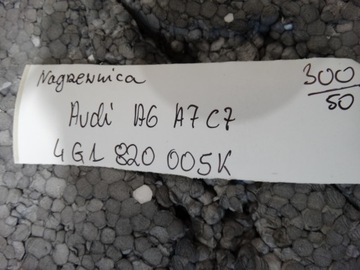 Nagrzewnica
300
50
Audi A6 A7 C7
4G1 820 005K